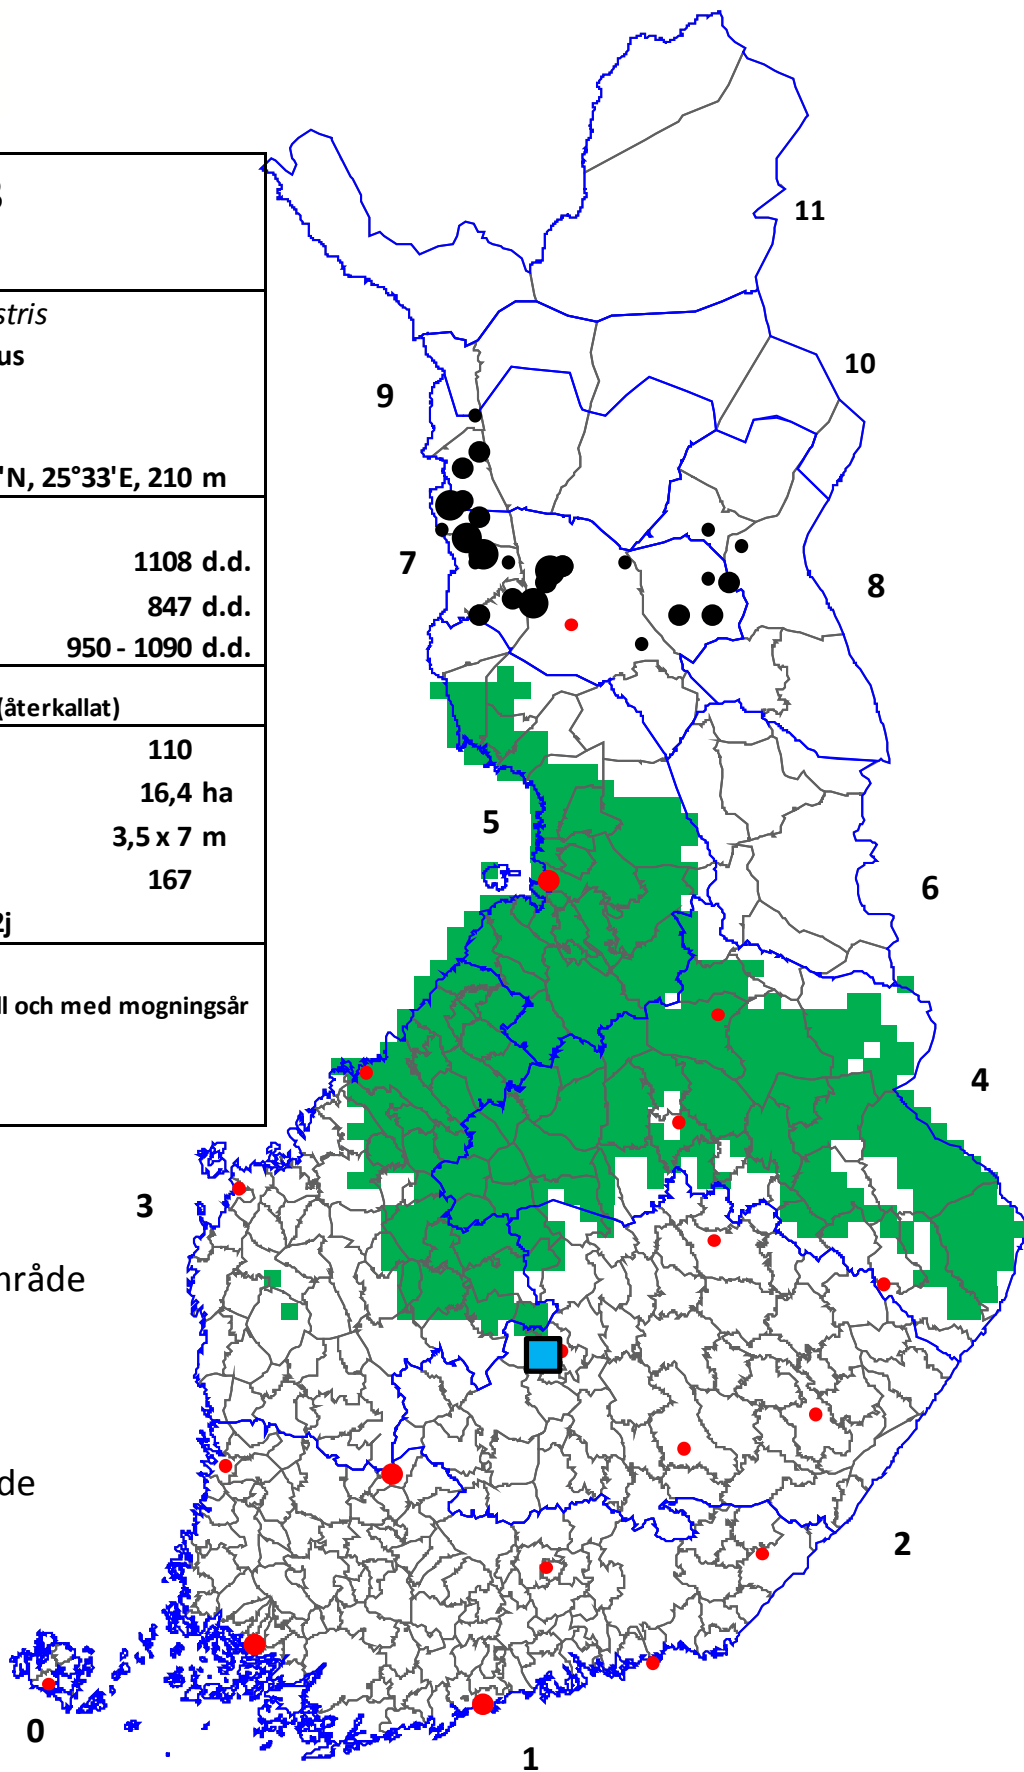 3
stris
us
'N, 25°33'E, 210 m
1108 d.d.
847 d.d.
950 - 1090 d.d.
(återkallat)
110
16,4 ha
3,5 x 7 m
167
2j
ll och med mogningsår
mråde
de
11
10
9
8
7
6
5
4
3
2
1
0